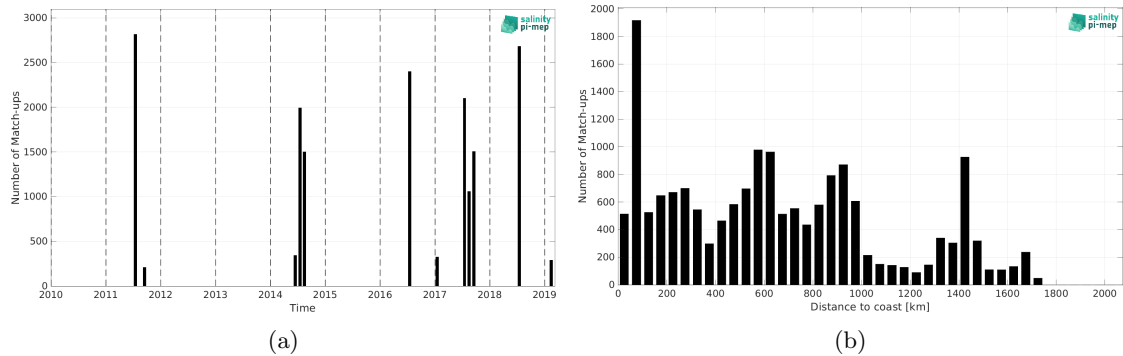 3000
2500
2000
1500
1000
500
0
Number of Match-ups
2010 2011 2012 2013 2014 2015 2016 2017 2018 2019
Time
salinity
pi-mep
(a)
2000
1800
1600
1400
1200
1000
800
600
400
200
0
Number of Match-ups
0 200 400 600 800 1000 1200 1400 1600 1800 2000
Distance to coast [km]
salinity
pi-mep
(b)